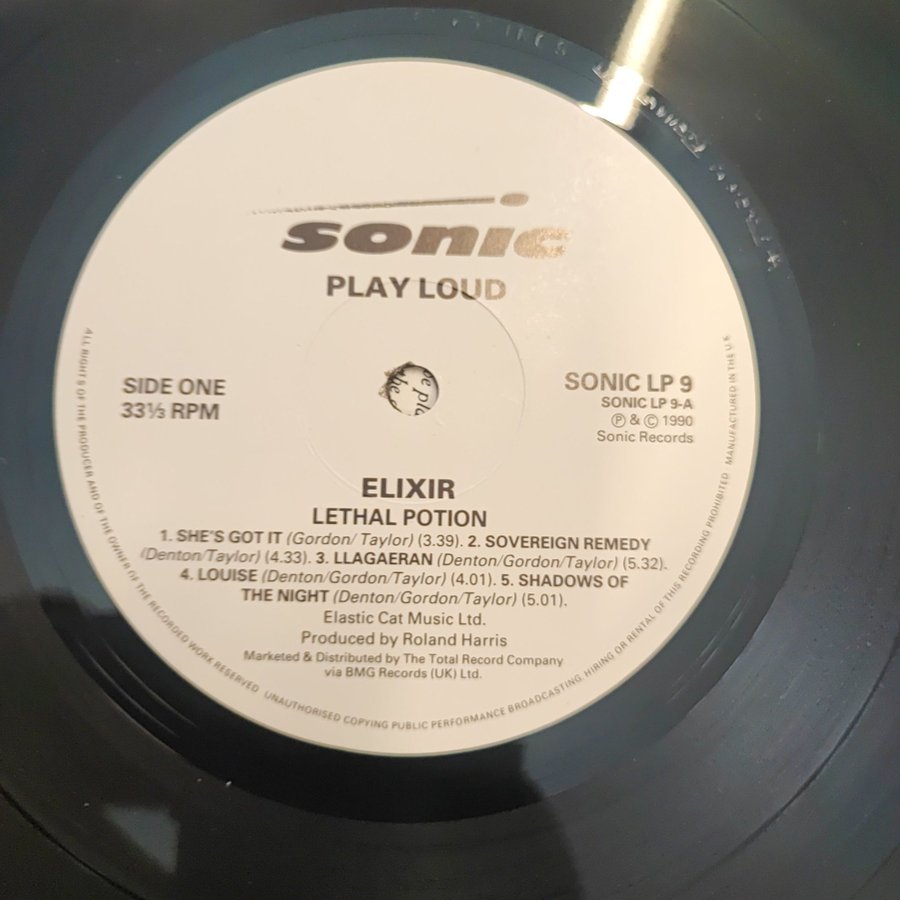 sonic
PLAY LOUD
SIDE ONE
33⅓ RPM
SONIC LP 9
SONIC LP 9-A
Ⓟ & © 1990
Sonic Records
ELIXIR
LETHAL POTION
1. SHE'S GOT IT (Gordon/ Taylor) (3.39). 2. SOVEREIGN REMEDY
(Denton/Taylor) (4.33). 3. LLAGAERAN (Denton/Gordon/Taylor) (5.32).
4. LOUISE (Denton/Gordon/Taylor) (4.01). 5. SHADOWS OF
THE NIGHT (Denton/Gordon/Taylor) (5.01).
Elastic Cat Music Ltd.
Produced by Roland Harris
Marketed & Distributed by The Total Record Company
via BMG Records (UK) Ltd.
ALL RIGHTS OF THE PRODUCER AND OF THE OWNER OF THE RECORDED WORK RESERVED UNAUTHORISED COPYING PUBLIC PERFORMANCE BROADCASTING HIRING OR RENTAL OF THIS RECORDING PROHIBITED MANUFACTURED IN THE U.K